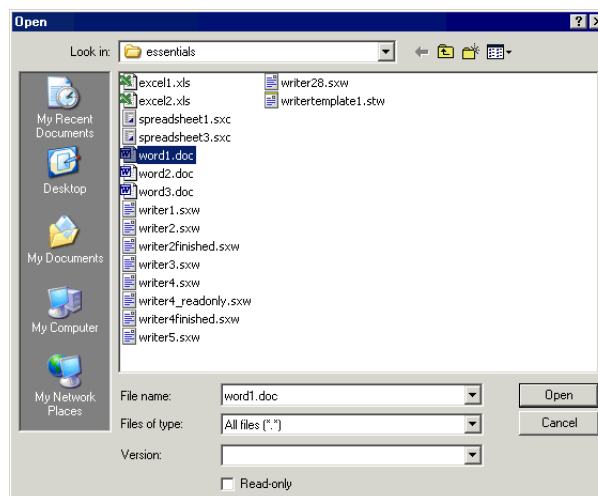 Open
Look in:
essentials
My Recent
Documents
Desktop
My Documents
My Computer
My Network
Places
excel1.xls
excel2.xls
spreadsheet1.sxc
spreadsheet3.sxc
word1.doc
word2.doc
word3.doc
writer1.sxw
writer2.sxw
writer2finished.sxw
writer3.sxw
writer4.sxw
writer4_readonly.sxw
writer4finished.sxw
writer5.sxw
writer28.sxw
writertemplate1.stw
File name:
word1.doc
Open
Files of type:
All files (*.*)
Cancel
Version:
Read-only